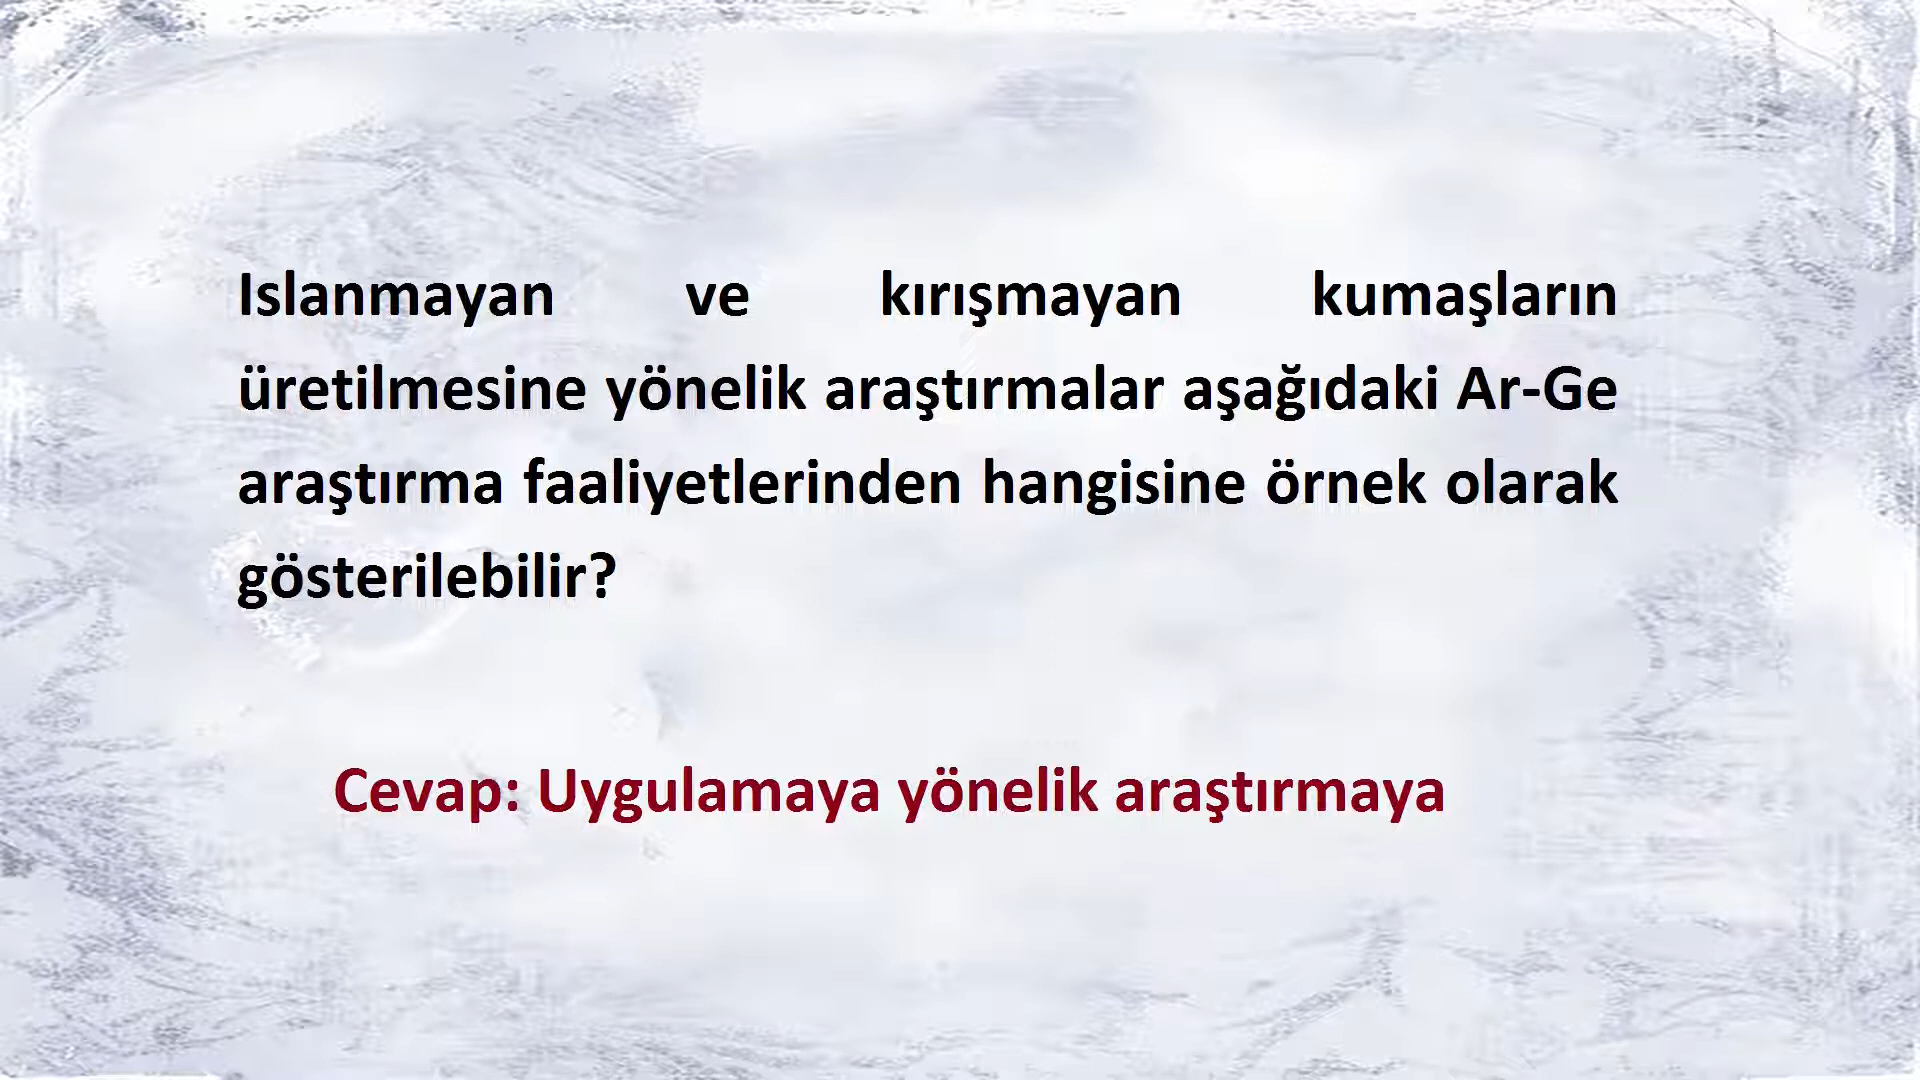 Islanmayan ve kırışmayan kumaşların
üretilmesine yönelik araştırmalar aşağıdaki Ar-Ge
araştırma faaliyetlerinden hangisine örnek olarak
gösterilebilir?
Cevap: Uygulamaya yönelik araştırmaya